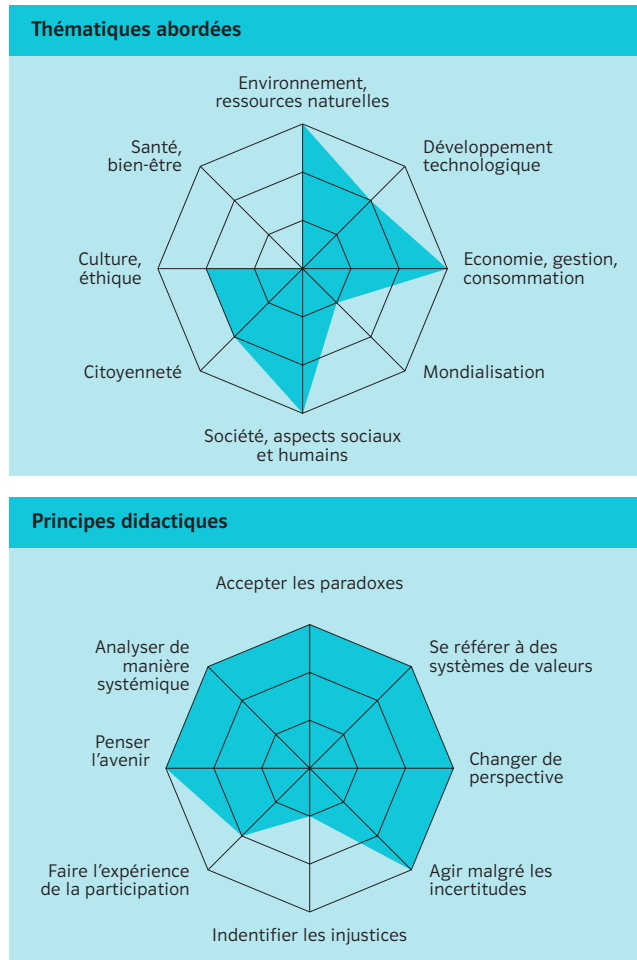 Thématiques abordées
Environnement,
ressources naturelles
Santé,
bien-être
Développement
technologique
Culture,
éthique
Economie, gestion,
consommation
Citoyenneté
Mondialisation
Société, aspects sociaux
et humains
Principes didactiques
Accepter les paradoxes
Analyser de
manière
systémique
Se référer à des
systèmes de valeurs
Penser
l’avenir
Changer de
perspective
Faire l’expérience
de la participation
Agir malgré les
incertitudes
Indentifier les injustices